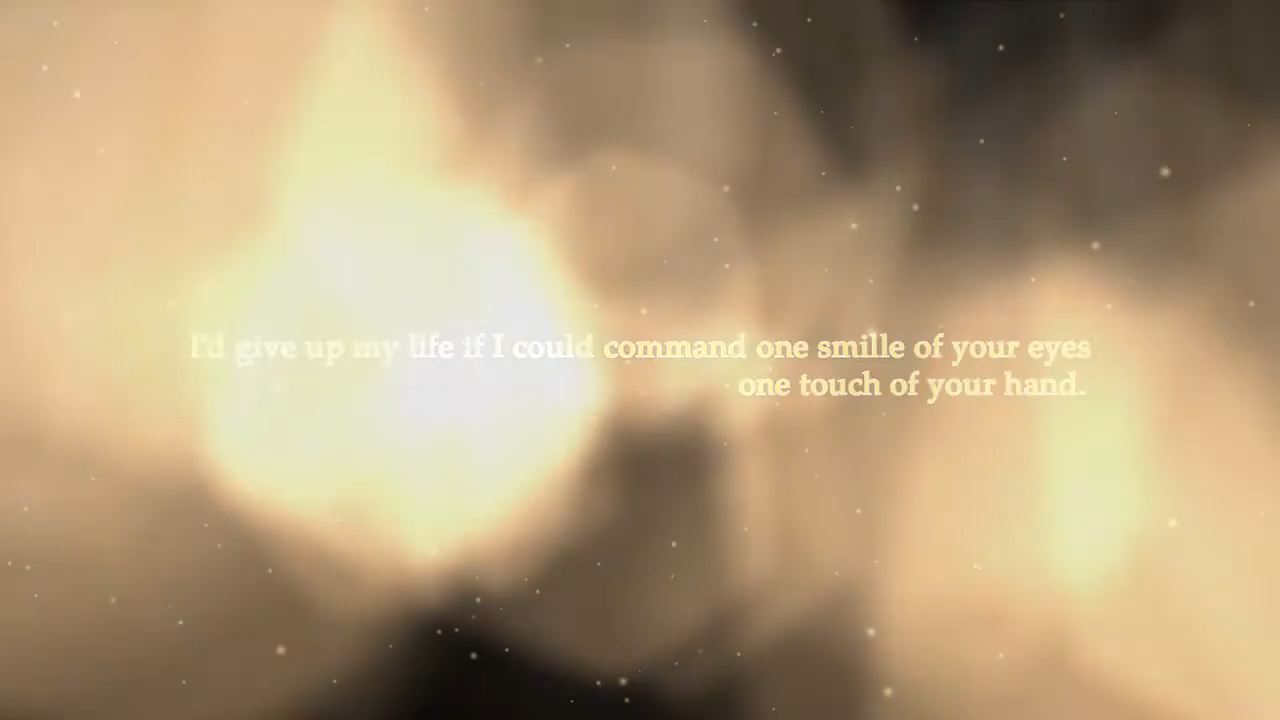 I'd give up my life if I could command one smille of your eyes
one touch of your hand.